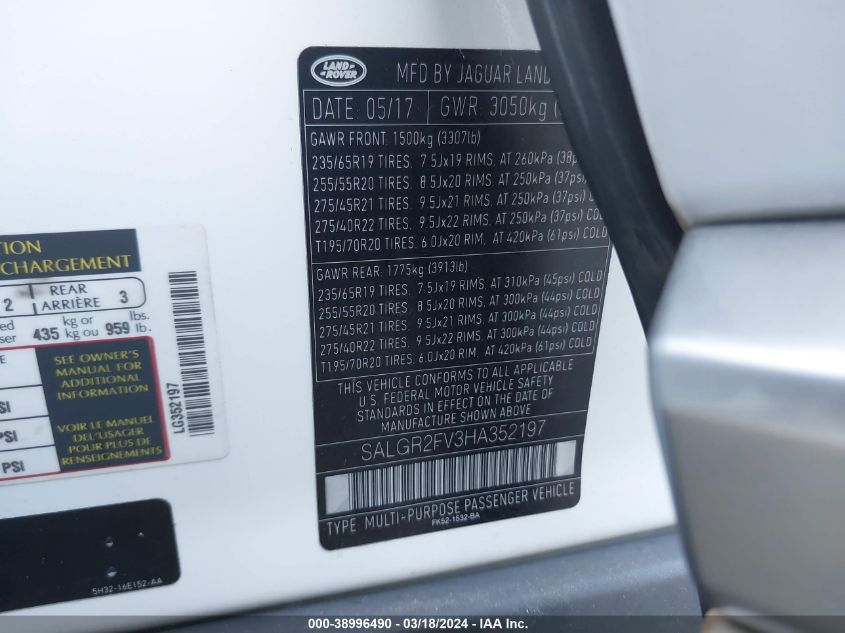 LAND
ROVER
MFD BY JAGUAR LAND
DATE 05/17 GWR 3050kg (
GAWR FRONT 1500kg (3307lb)
235/65R19 TIRES. 7.5Jx19 RIMS. AT 260kPa (38p
255/55R20 TIRES. 8.5Jx20 RIMS. AT 250kPa (37psi)
275/45R21 TIRES. 9.5Jx21 RIMS. AT 250kPa (37psi)
275/40R22 TIRES. 9.5Jx22 RIMS. AT 250kPa (37psi) COL
T195/70R20 TIRES. 6.0Jx20 RIM. AT 420kPa (61psi) COLD
GAWR REAR. 1775kg (3913lb)
235/65R19 TIRES. 7.5Jx19 RIMS. AT 310kPa (45psi) COLD
255/55R20 TIRES. 8.5Jx20 RIMS. AT 300kPa (44psi) COLD
275/45R21 TIRES. 9.5Jx21 RIMS. AT 300kPa (44psi) COLD
275/40R22 TIRES. 9.5Jx22 RIMS. AT 300kPa (44psi) COLD
T195/70R20 TIRES. 6.0Jx20 RIM. AT 420kPa (61psi) COLD
THIS VEHICLE CONFORMS TO ALL APPLICABLE
U.S. FEDERAL MOTOR VEHICLE SAFETY
STANDARDS IN EFFECT ON THE DATE OF
MANUFACTURE SHOWN ABOVE
SALGR2FV3HA352197
TYPE: MULTI-PURPOSE PASSENGER VEHICLE
FK52-1532-BA
TION
CHARGEMENT
2 REAR
ARRIÈRE 3
435 kg or
kg ou 959 lbs.
lb.
SEE OWNER'S
MANUAL FOR
ADDITIONAL
INFORMATION
VOIR LE MANUEL
DE L'USAGER
POUR PLUS DE
RENSEIGNEMENTS
PSI
PSI
PSI
LG352197
5H32-16E152-AA
000-38996490 - 03/18/2024 - IAAI.com